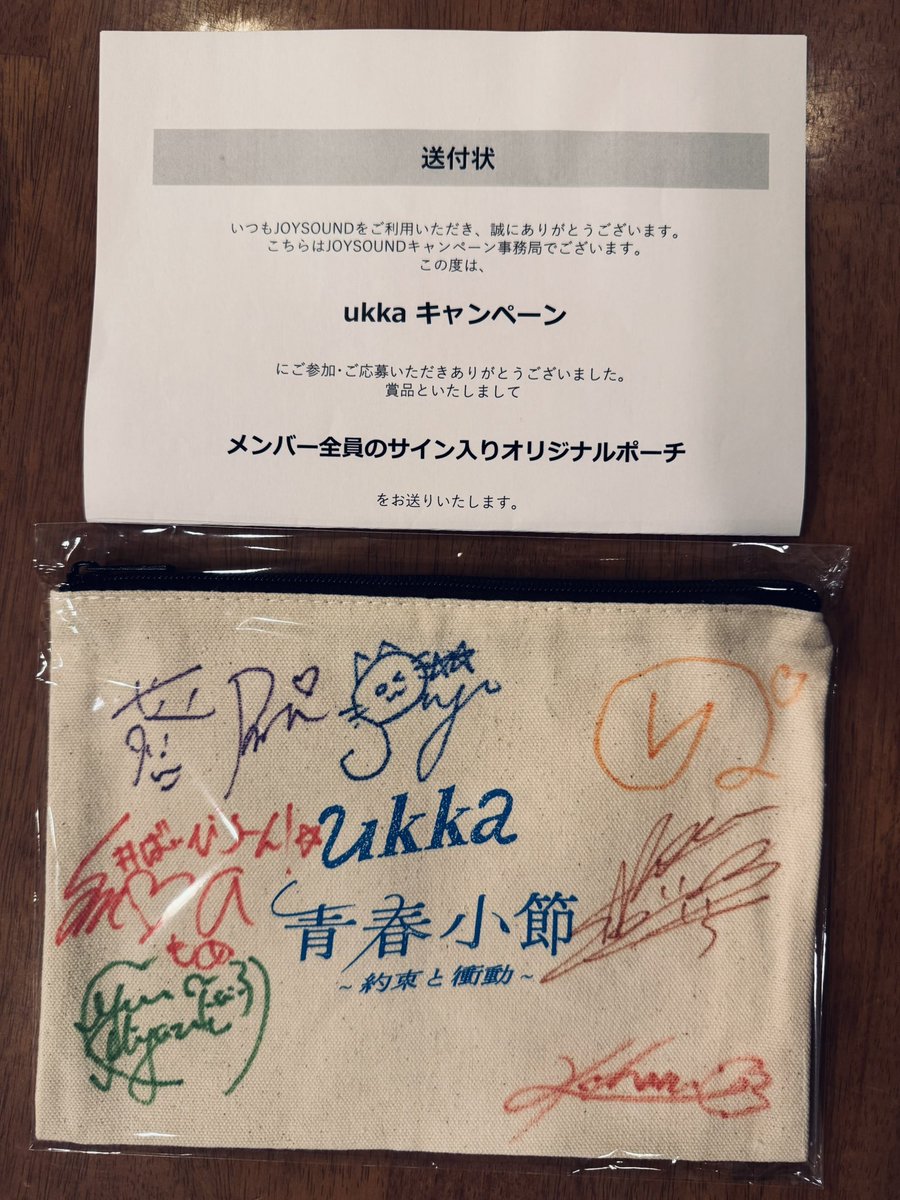 送付状
いつもJOYSOUNDをご利用いただき、誠にありがとうございます。
こちらはJOYSOUNDキャンペーン事務局でございます。
この度は、
ukka キャンペーン
にご参加･ご応募いただきありがとうございました。
賞品といたしまして
メンバー全員のサイン入りオリジナルポーチ
をお送りいたします。
ukka
青春小節
~約束と衝動~